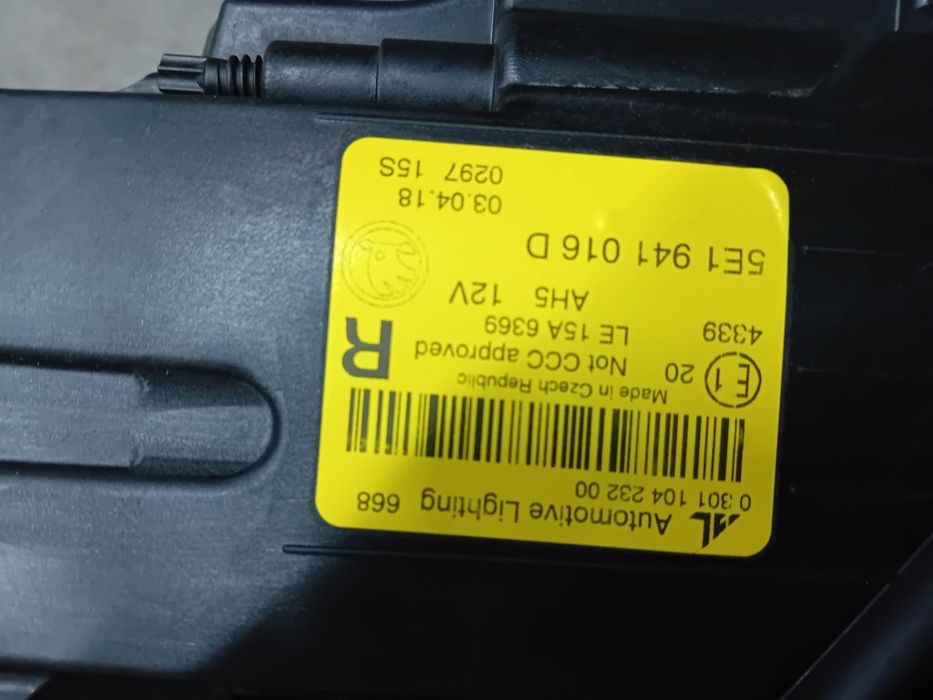 Automotive Lighting 668
0 301 104 232 00
Made in Czech Republic
E1 20 Not CCC approved R
4339 LE 15A 6369
AH5 12V
5E1 941 016 D
03.04.18
0297 15S